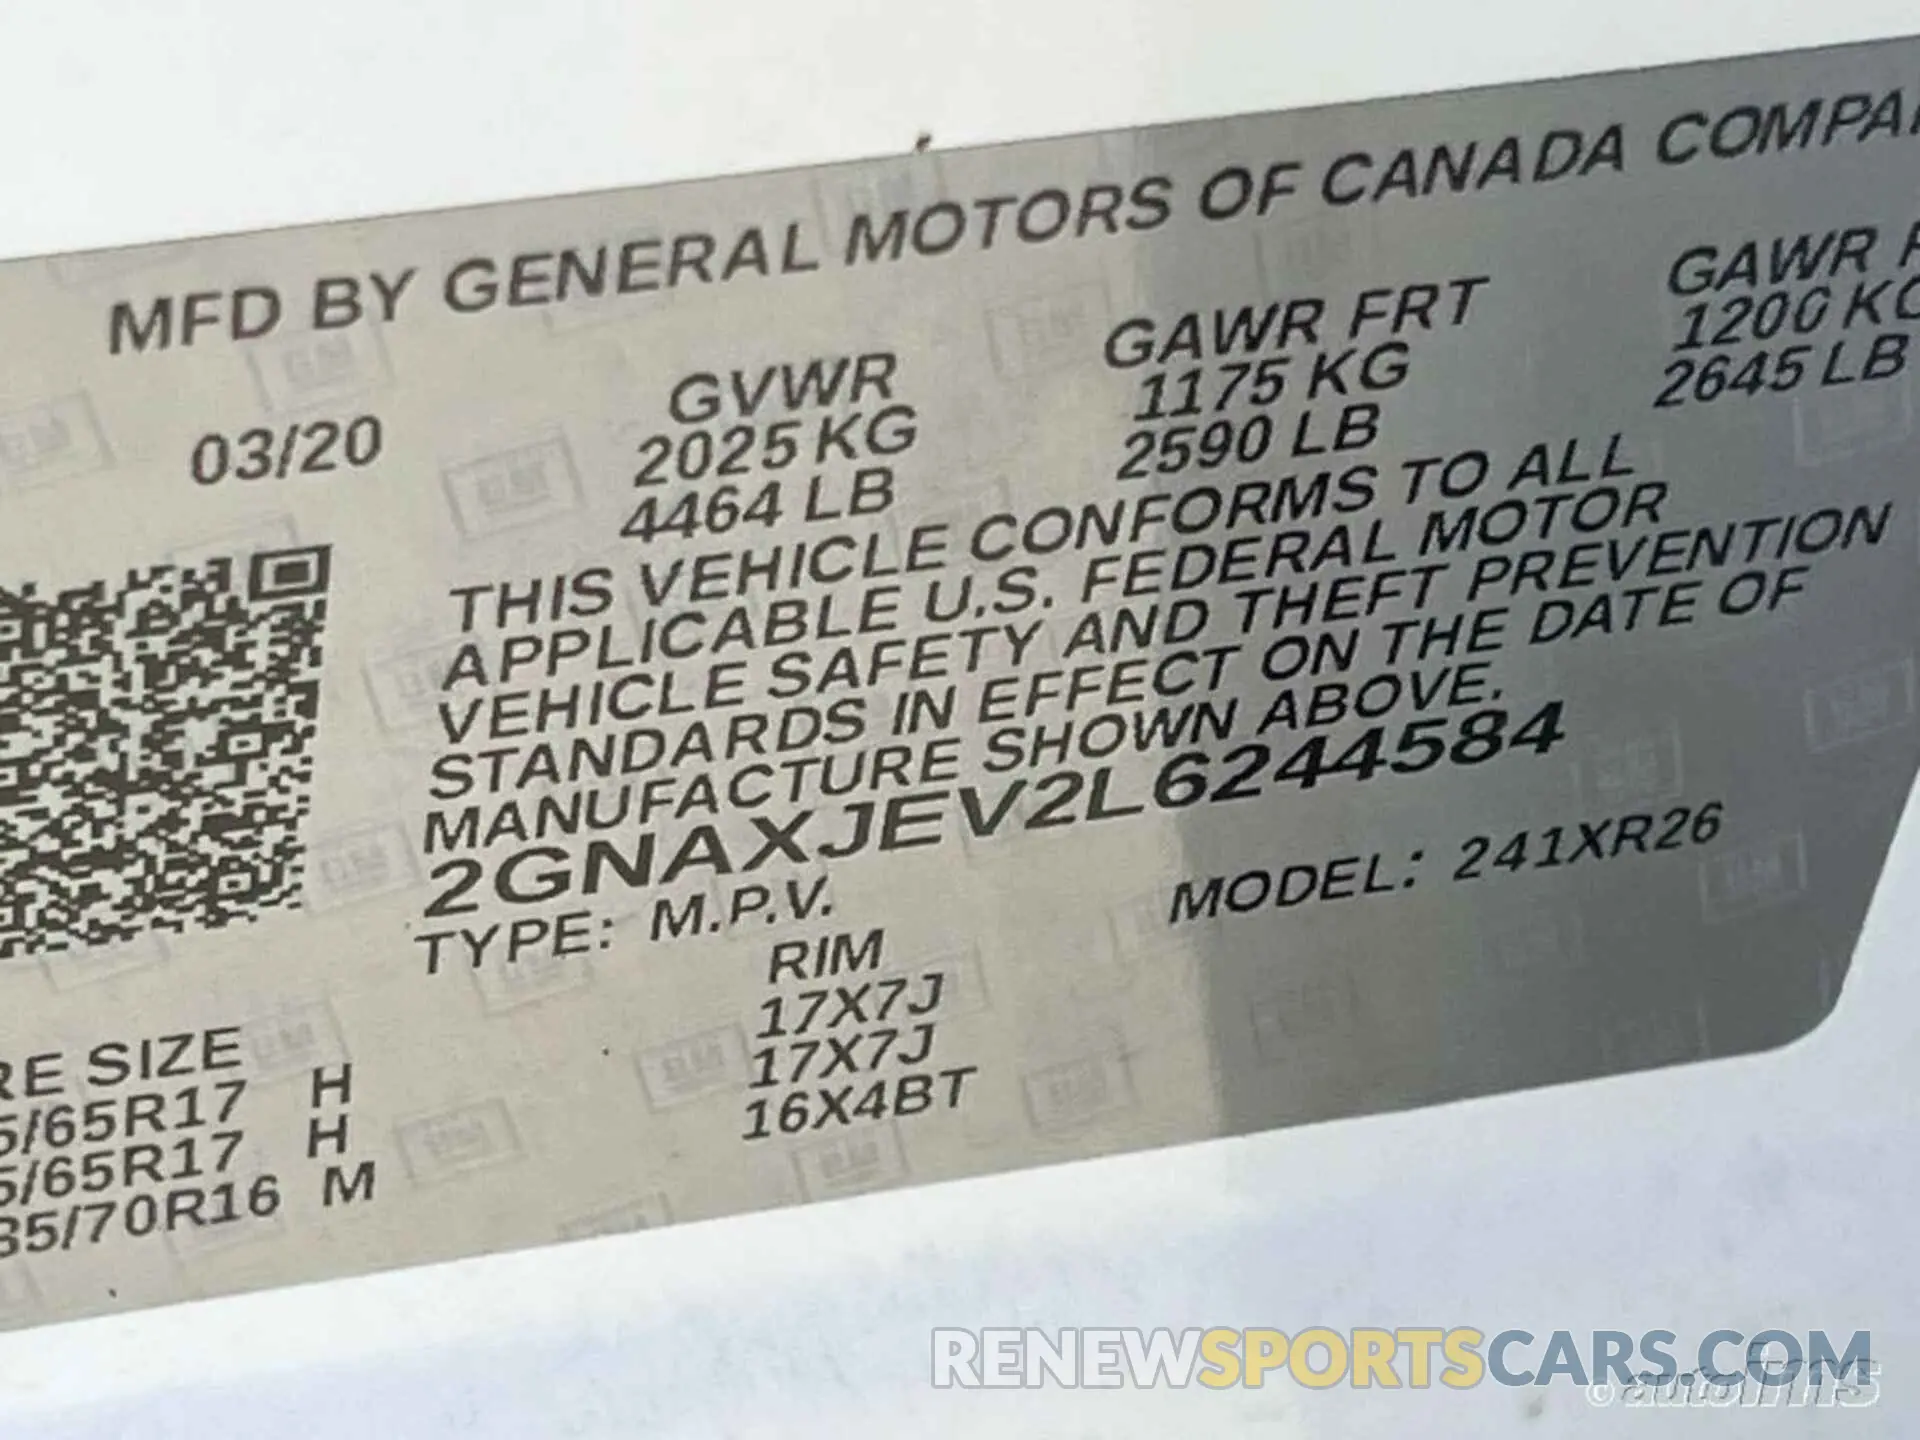 MFD BY GENERAL MOTORS OF CANADA
03/20
GVWR
2025 KG
4464 LB
GAWR FRT
1175 KG
2590 LB
GAWR
1200
2645 LB
THIS VEHICLE CONFORMS TO ALL
APPLICABLE U.S. FEDERAL MOTOR
VEHICLE SAFETY AND THEFT PREVENTION
STANDARDS IN EFFECT ON THE DATE OF
MANUFACTURE SHOWN ABOVE.
2GNAXJEV2L6244584
TYPE: M.P.V.
MODEL: 241XR26
SIZE
RIM
5/65R17 H
17X7J
5/65R17 H
17X7J
35/70R16 M
16X4BT
RENEWSPORTSCARS.COM